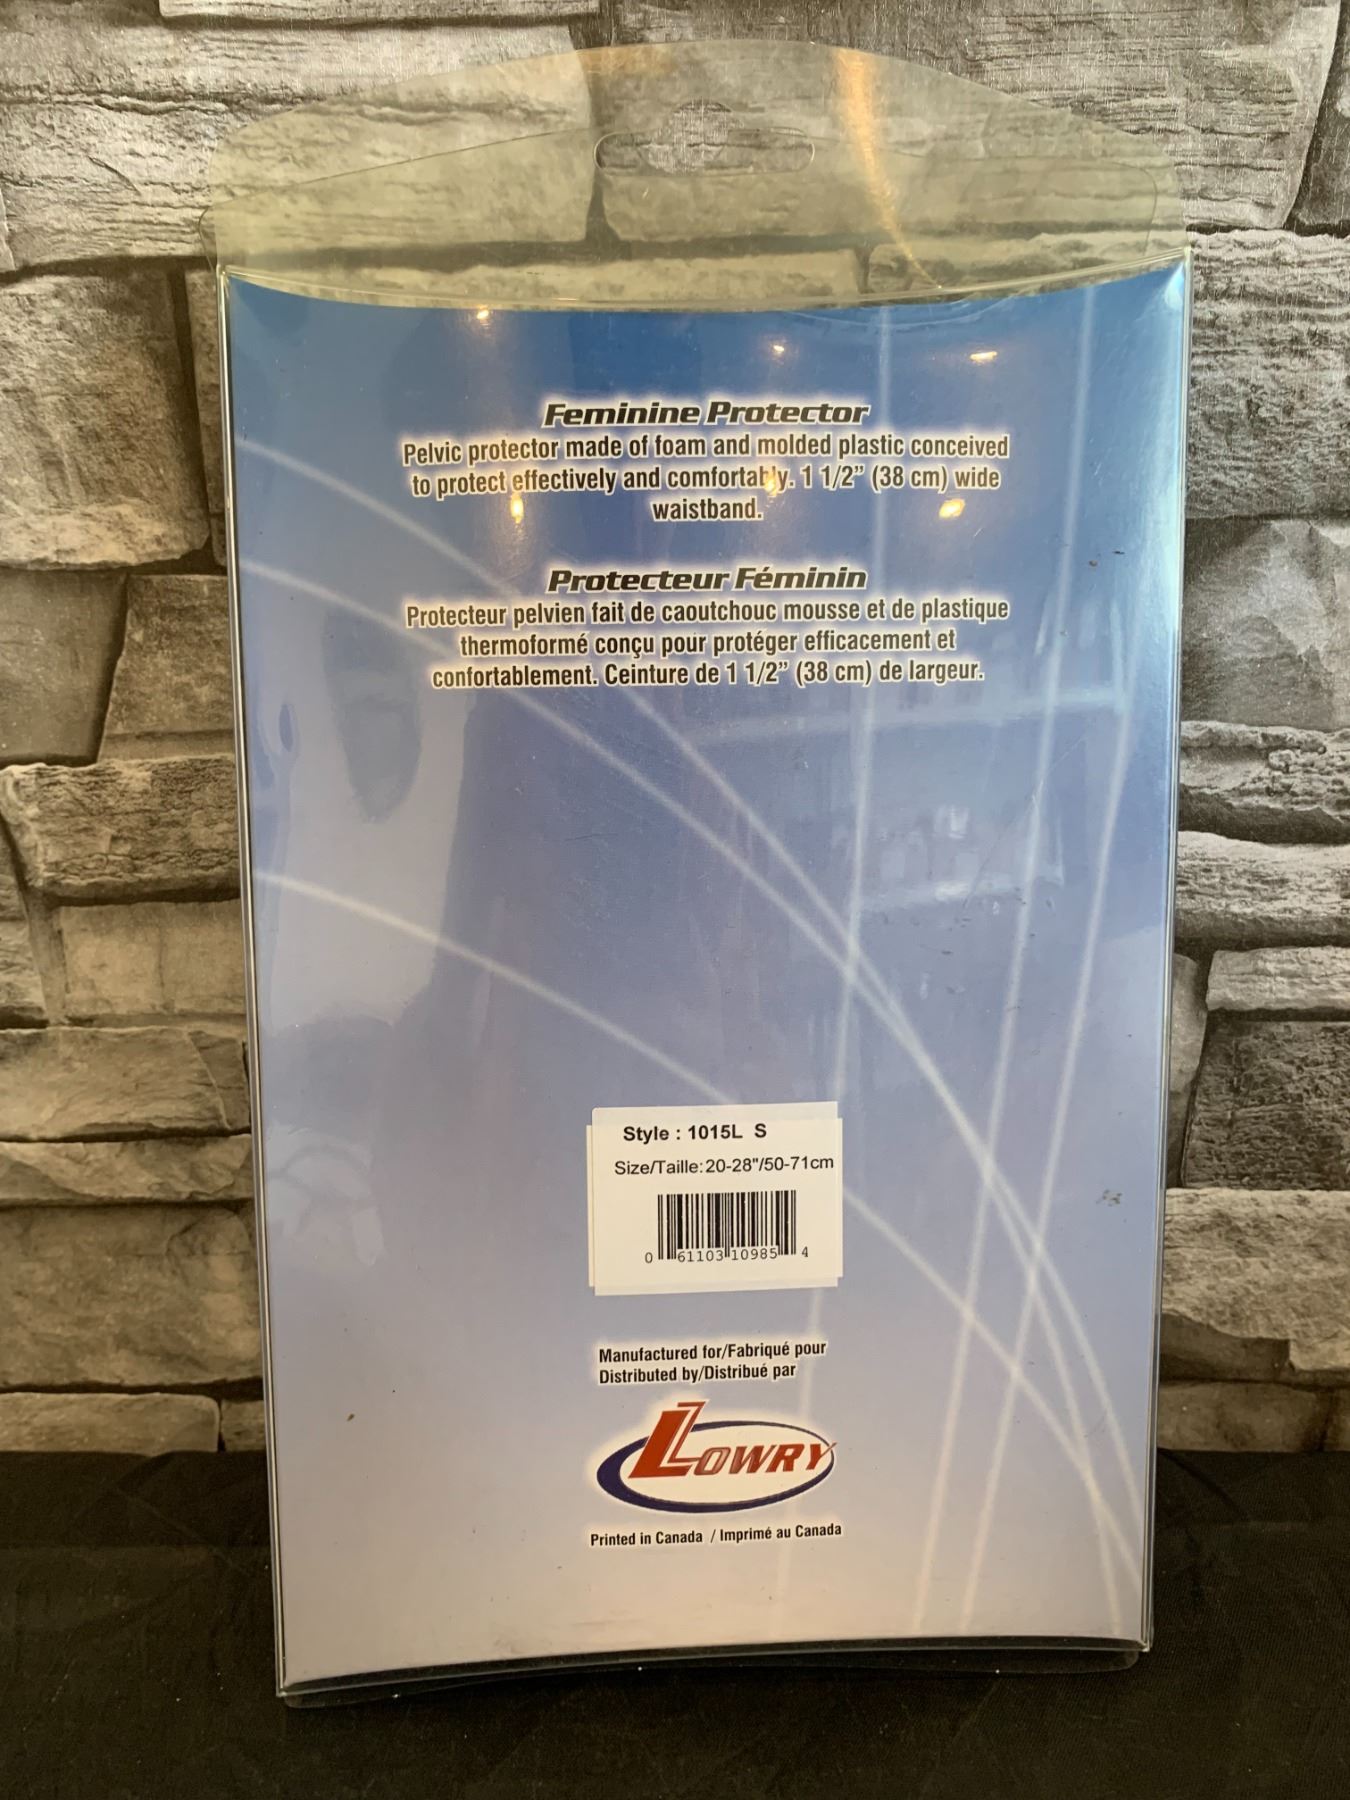 Feminine Protector
Pelvic protector made of foam and molded plastic conceived
to protect effectively and comfortably. 1 1/2” (38 cm) wide
waistband.
Protecteur Féminin
Protecteur pelvien fait de caoutchouc mousse et de plastique
thermoformé conçu pour protéger efficacement et
confortablement. Ceinture de 1 1/2” (38 cm) de largeur.
Style : 1015L S
Size/Taille: 20-28"/50-71cm
0 61103 10985 4
Manufactured for/Fabriqué pour
Distributed by/Distribué par
LOWRY
Printed in Canada / Imprimé au Canada